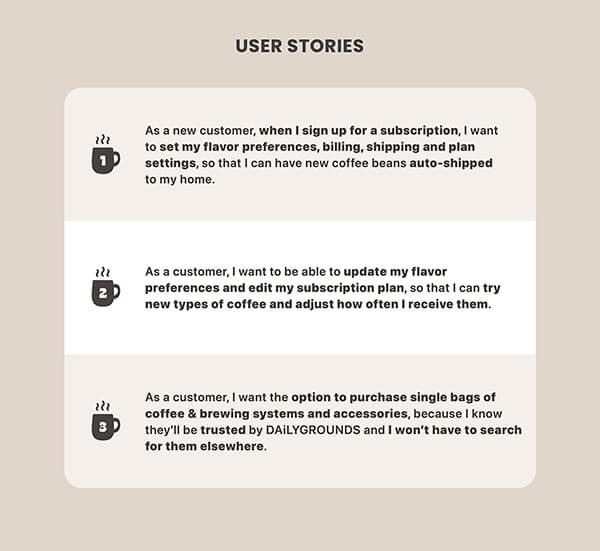 USER STORIES
1
As a new customer, when I sign up for a subscription, I want
to set my flavor preferences, billing, shipping and plan
settings, so that I can have new coffee beans auto-shipped
to my home.
2
As a customer, I want to be able to update my flavor
preferences and edit my subscription plan, so that I can try
new types of coffee and adjust how often I receive them.
3
As a customer, I want the option to purchase single bags of
coffee & brewing systems and accessories, because I know
they’ll be trusted by DAiLYGROUNDS and I won’t have to search
for them elsewhere.